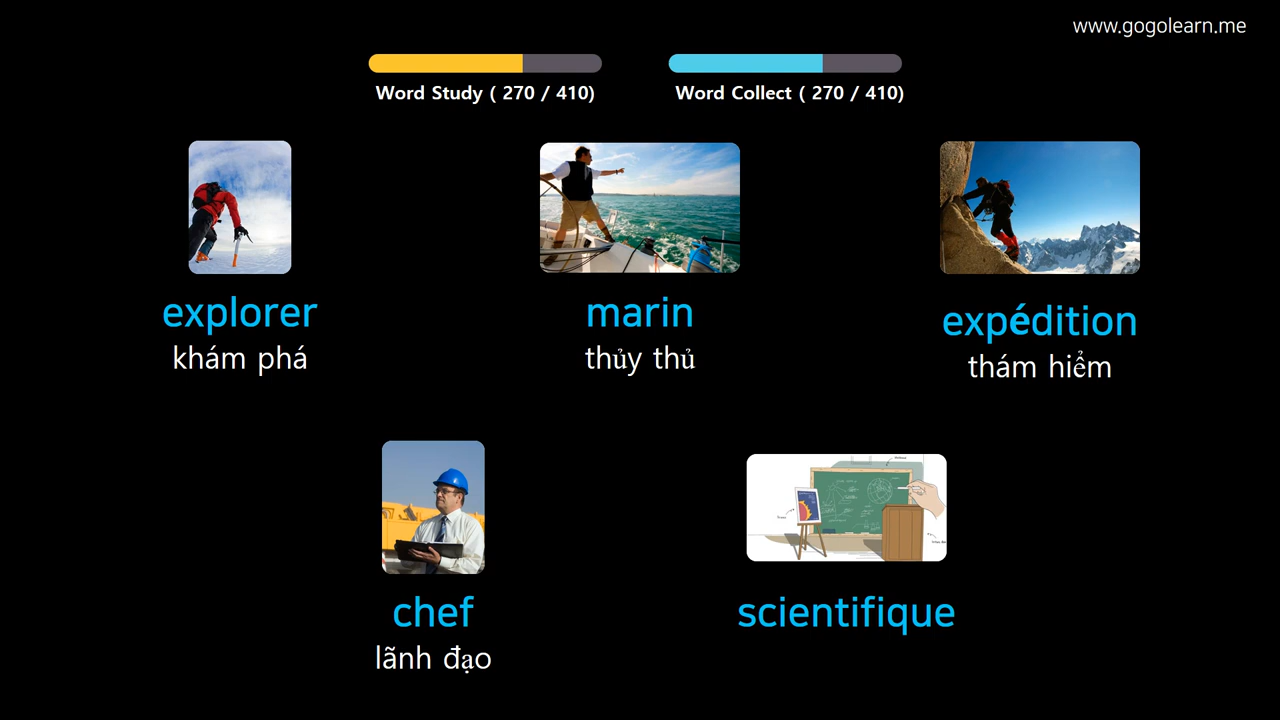 www.gogolearn.me
Word Study ( 270 / 410)
Word Collect ( 270 / 410)
explorer
khám phá
marin
thủy thủ
expédition
thám hiểm
chef
lãnh đạo
scientifique